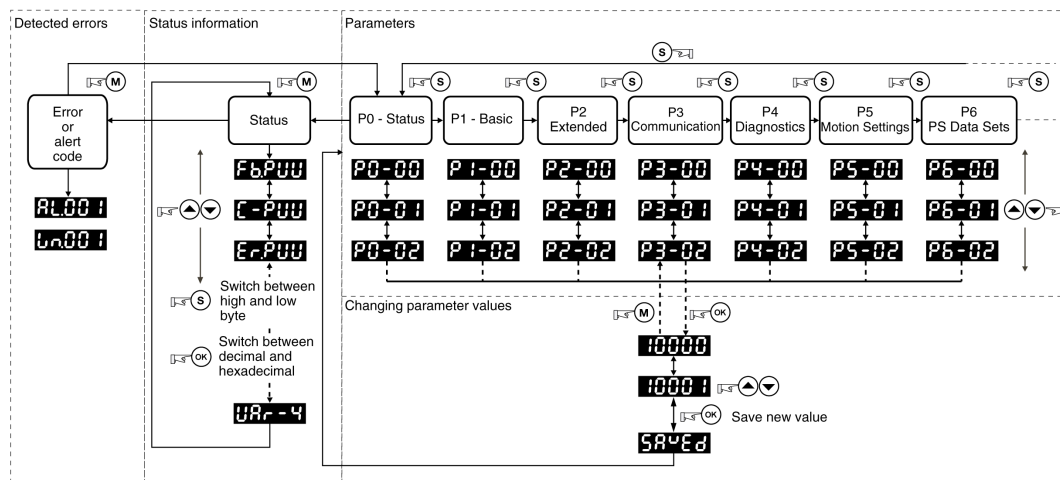 Detected errors
Status information
Parameters
S
M
M
S
S
S
S
S
S
S
Error
or
alert
code
Status
P0 - Status
P1 - Basic
P2
Extended
P3
Communication
P4
Diagnostics
P5
Motion Settings
P6
PS Data Sets
Fb.PUU
P0-00
P1-00
P2-00
P3-00
P4-00
P5-00
P6-00
AL.001
C-PUU
P0-01
P1-01
P2-01
P3-01
P4-01
P5-01
P6-01
Er.PUU
P0-02
P1-02
P2-02
P3-02
P4-02
P5-02
P6-02
S
Switch between
high and low
byte
Changing parameter values
M
OK
OK
Switch between
decimal and
hexadecimal
10000
10001
VAr-4
OK
Save new value
SAvEd